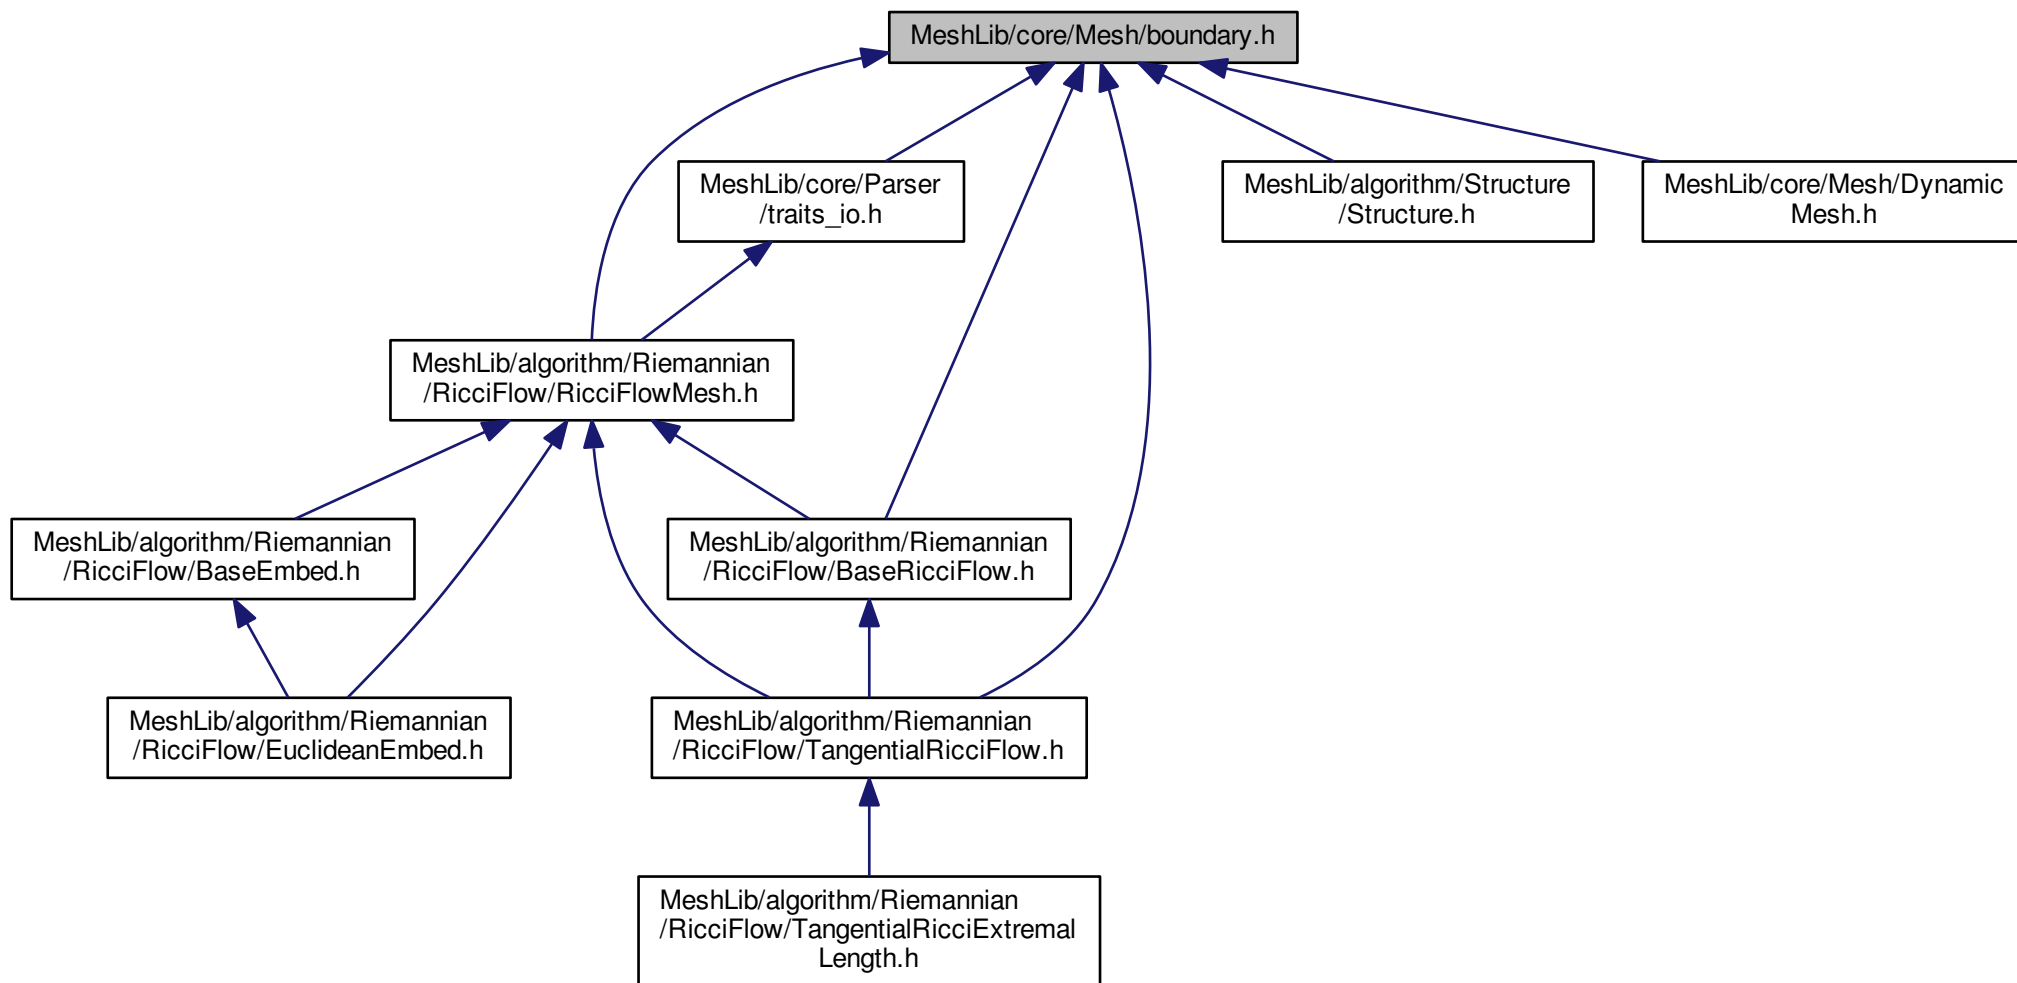 MeshLib/core/Mesh/boundary.h
MeshLib/core/Parser
/traits_io.h
MeshLib/algorithm/Structure
/Structure.h
MeshLib/core/Mesh/Dynamic
Mesh.h
MeshLib/algorithm/Riemannian
/RicciFlow/RicciFlowMesh.h
MeshLib/algorithm/Riemannian
/RicciFlow/BaseEmbed.h
MeshLib/algorithm/Riemannian
/RicciFlow/BaseRicciFlow.h
MeshLib/algorithm/Riemannian
/RicciFlow/EuclideanEmbed.h
MeshLib/algorithm/Riemannian
/RicciFlow/TangentialRicciFlow.h
MeshLib/algorithm/Riemannian
/RicciFlow/TangentialRicciExtremal
Length.h